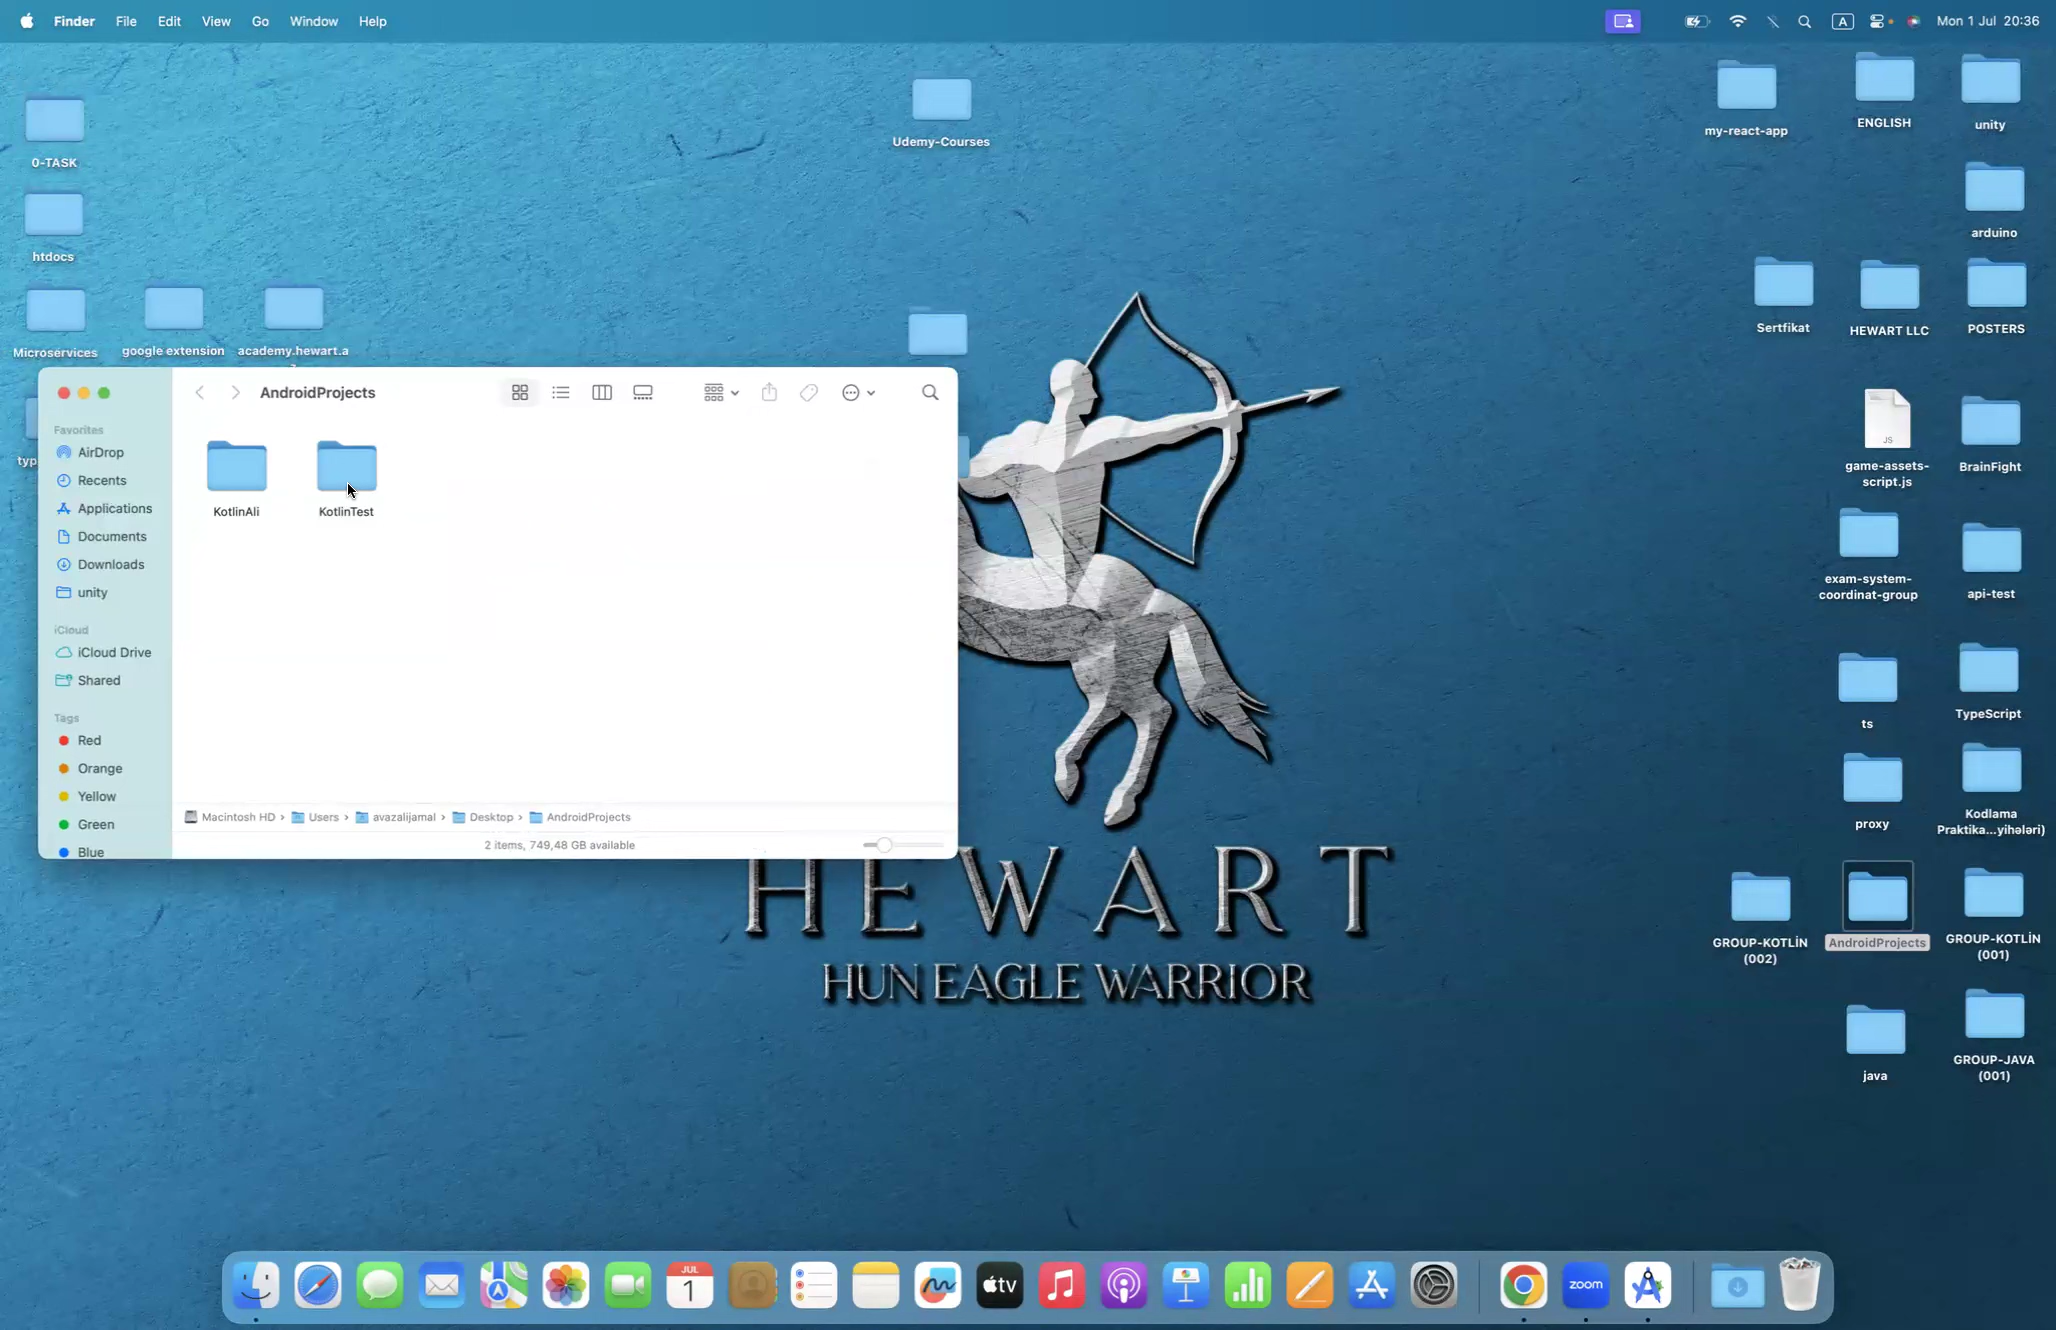 Finder File Edit View Go Window Help
A
Mon 1 Jul 20:36
0-TASK
htdocs
Microservices
google extension
academy.hewart.a
typ
Udemy-Courses
my-react-app
ENGLISH
unity
arduino
Sertfikat
HEWART LLC
POSTERS
JS
game-assets-
script.js
BrainFight
exam-system-
coordinat-group
api-test
ts
TypeScript
proxy
Kodlama
Praktika...yihələri)
GROUP-KOTLİN
(002)
AndroidProjects
GROUP-KOTLİN
(001)
java
GROUP-JAVA
(001)
AndroidProjects
Favorites
AirDrop
Recents
Applications
Documents
Downloads
unity
iCloud
iCloud Drive
Shared
Tags
Red
Orange
Yellow
Green
Blue
KotlinAli
KotlinTest
Macintosh HD › Users › avazalijamal › Desktop › AndroidProjects
2 items, 749,48 GB available
HEWART
HUN EAGLE WARRIOR
JUL
1
tv
zoom